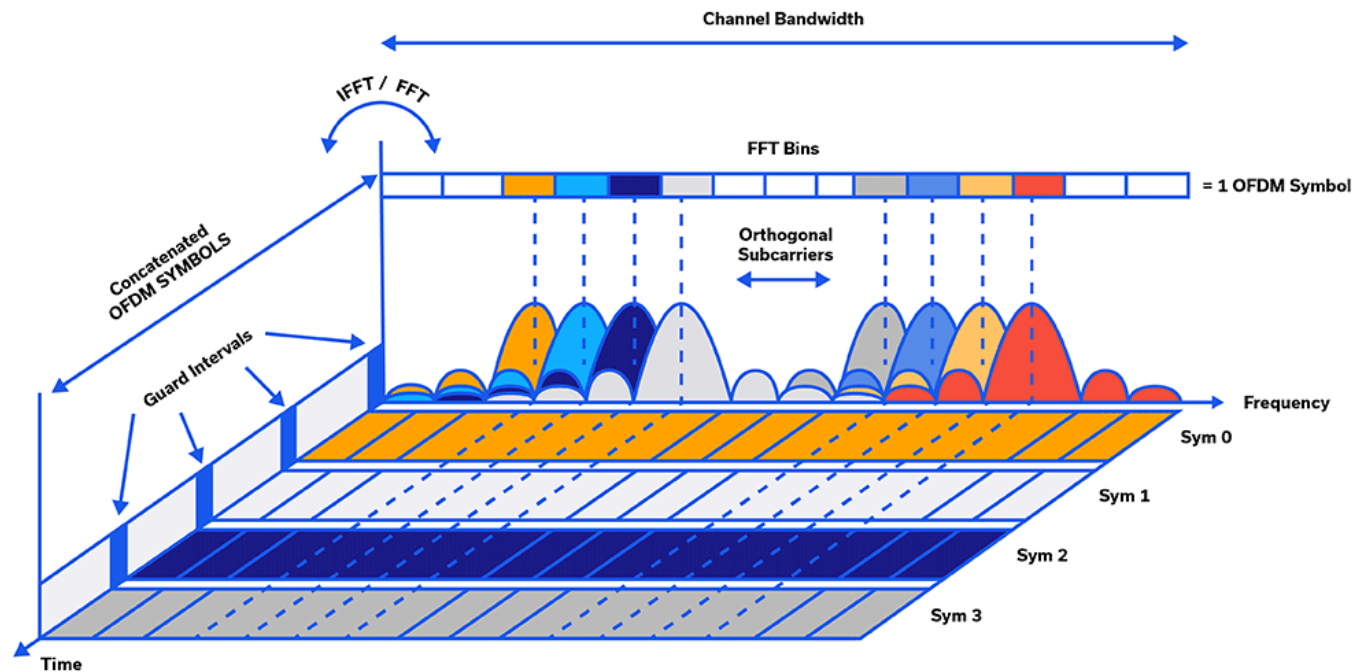 Channel Bandwidth
IFFT / FFT
FFT Bins
= 1 OFDM Symbol
Concatenated
OFDM SYMBOLS
Orthogonal
Subcarriers
Guard Intervals
Frequency
Sym 0
Sym 1
Sym 2
Sym 3
Time